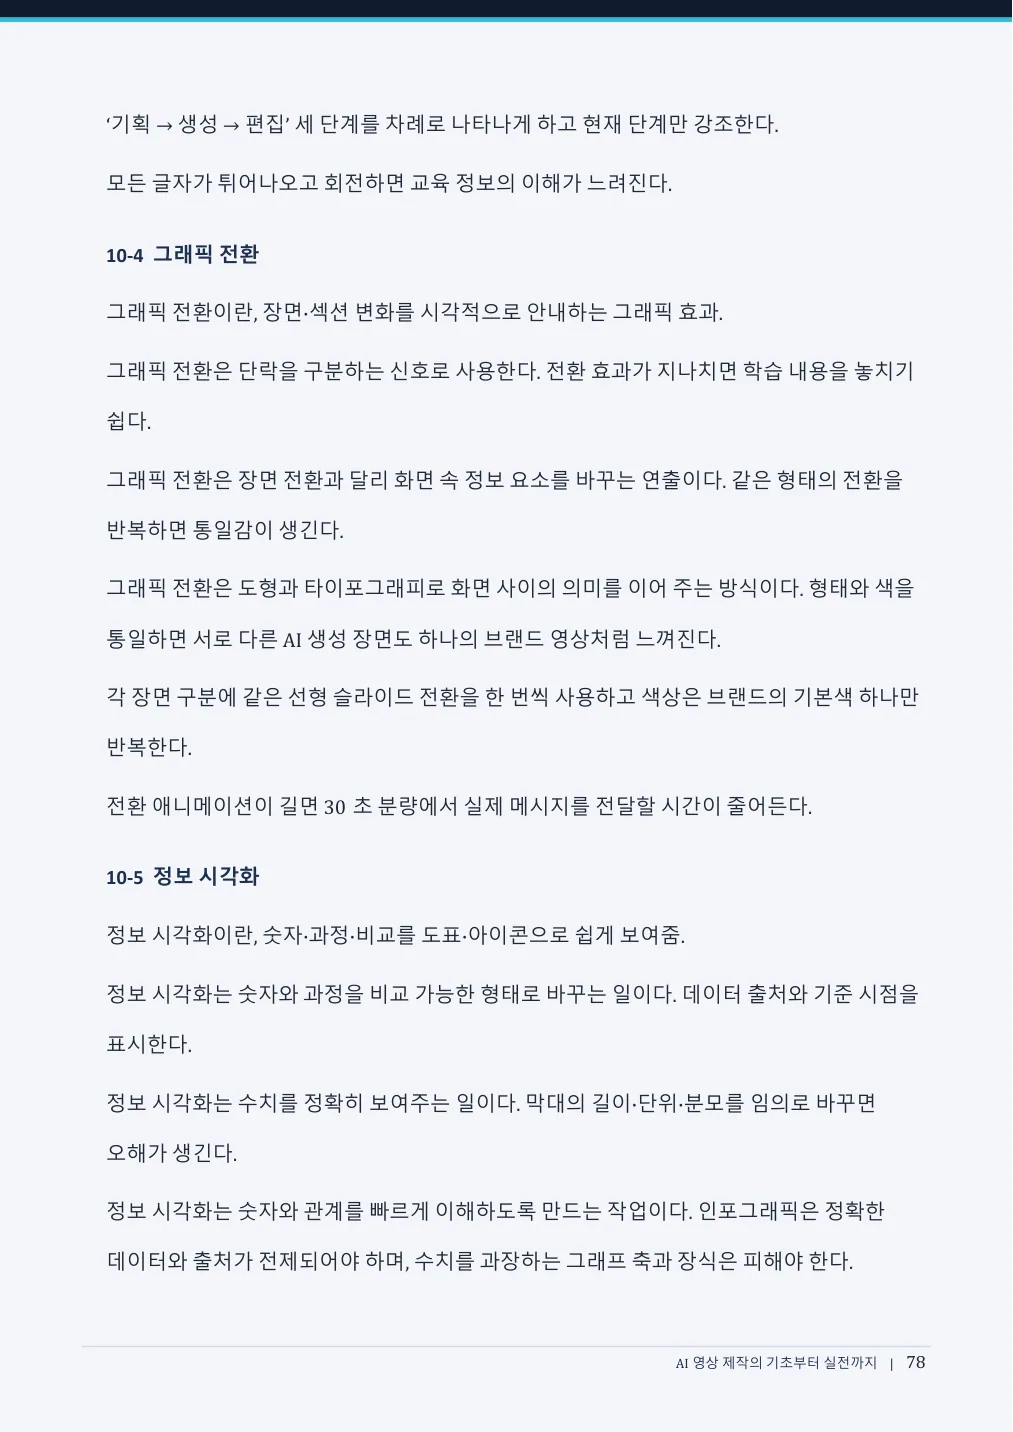 ‘기획 → 생성 → 편집’ 세 단계를 차례로 나타나게 하고 현재 단계만 강조한다.
모든 글자가 튀어나오고 회전하면 교육 정보의 이해가 느려진다.
10-4 그래픽 전환
그래픽 전환이란, 장면·섹션 변화를 시각적으로 안내하는 그래픽 효과.
그래픽 전환은 단락을 구분하는 신호로 사용한다. 전환 효과가 지나치면 학습 내용을 놓치기
쉽다.
그래픽 전환은 장면 전환과 달리 화면 속 정보 요소를 바꾸는 연출이다. 같은 형태의 전환을
반복하면 통일감이 생긴다.
그래픽 전환은 도형과 타이포그래피로 화면 사이의 의미를 이어 주는 방식이다. 형태와 색을
통일하면 서로 다른 AI 생성 장면도 하나의 브랜드 영상처럼 느껴진다.
각 장면 구분에 같은 선형 슬라이드 전환을 한 번씩 사용하고 색상은 브랜드의 기본색 하나만
반복한다.
전환 애니메이션이 길면 30 초 분량에서 실제 메시지를 전달할 시간이 줄어든다.
10-5 정보 시각화
정보 시각화이란, 숫자·과정·비교를 도표·아이콘으로 쉽게 보여줌.
정보 시각화는 숫자와 과정을 비교 가능한 형태로 바꾸는 일이다. 데이터 출처와 기준 시점을
표시한다.
정보 시각화는 수치를 정확히 보여주는 일이다. 막대의 길이·단위·분모를 임의로 바꾸면
오해가 생긴다.
정보 시각화는 숫자와 관계를 빠르게 이해하도록 만드는 작업이다. 인포그래픽은 정확한
데이터와 출처가 전제되어야 하며, 수치를 과장하는 그래프 축과 장식은 피해야 한다.
AI 영상 제작의 기초부터 실전까지 | 78